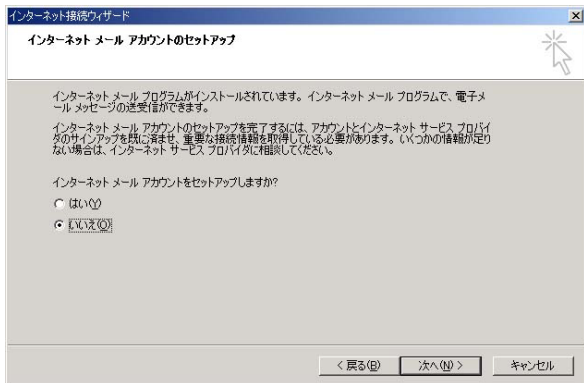 インターネット接続ウィザード
インターネット メール アカウントのセットアップ
インターネット メール プログラムがインストールされています。インターネット メール プログラムで、電子メ
ール メッセージの送受信ができます。
インターネット メール アカウントのセットアップを完了するには、アカウントとインターネット サービス プロバイ
ダのサインアップを既に済ませ、重要な接続情報を取得している必要があります。いくつかの情報が足り
ない場合は、インターネット サービス プロバイダに相談してください。
インターネット メール アカウントをセットアップしますか?
はい(Y)
いいえ(O)
< 戻る(B) 次へ(N) > キャンセル